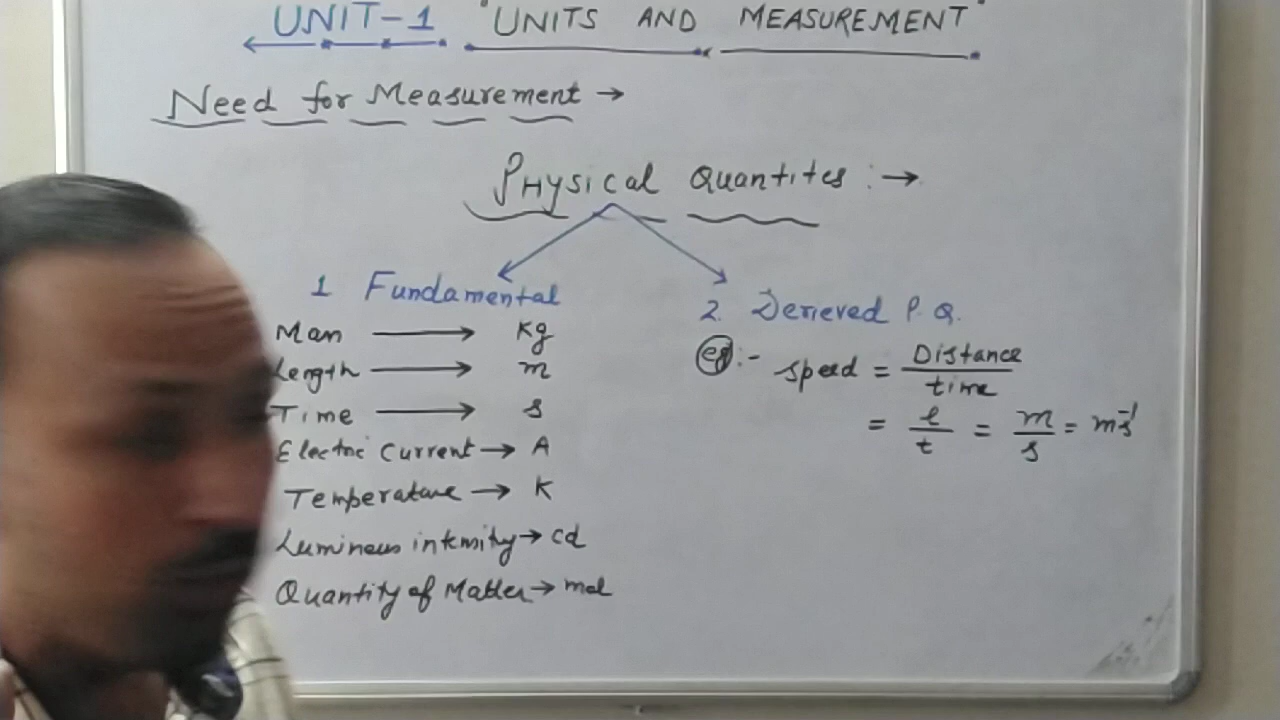 UNIT-1 "UNITS AND MEASUREMENT"
Need for Measurement →
Physical Quantites :→
1 Fundamental
Man → Kg
Length → m
Time → s
Electric Current → A
Temperature → K
Luminous intensity → cd
Quantity of Matter → mol
2. Derieved P.Q.
eg :- Speed = Distance / time
= l / t = m / s = ms⁻¹